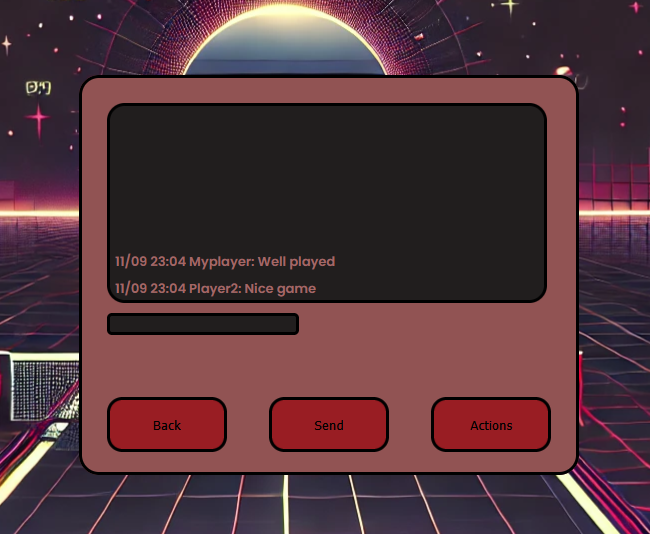 11/09 23:04 Myplayer: Well played
11/09 23:04 Player2: Nice game
Back
Send
Actions